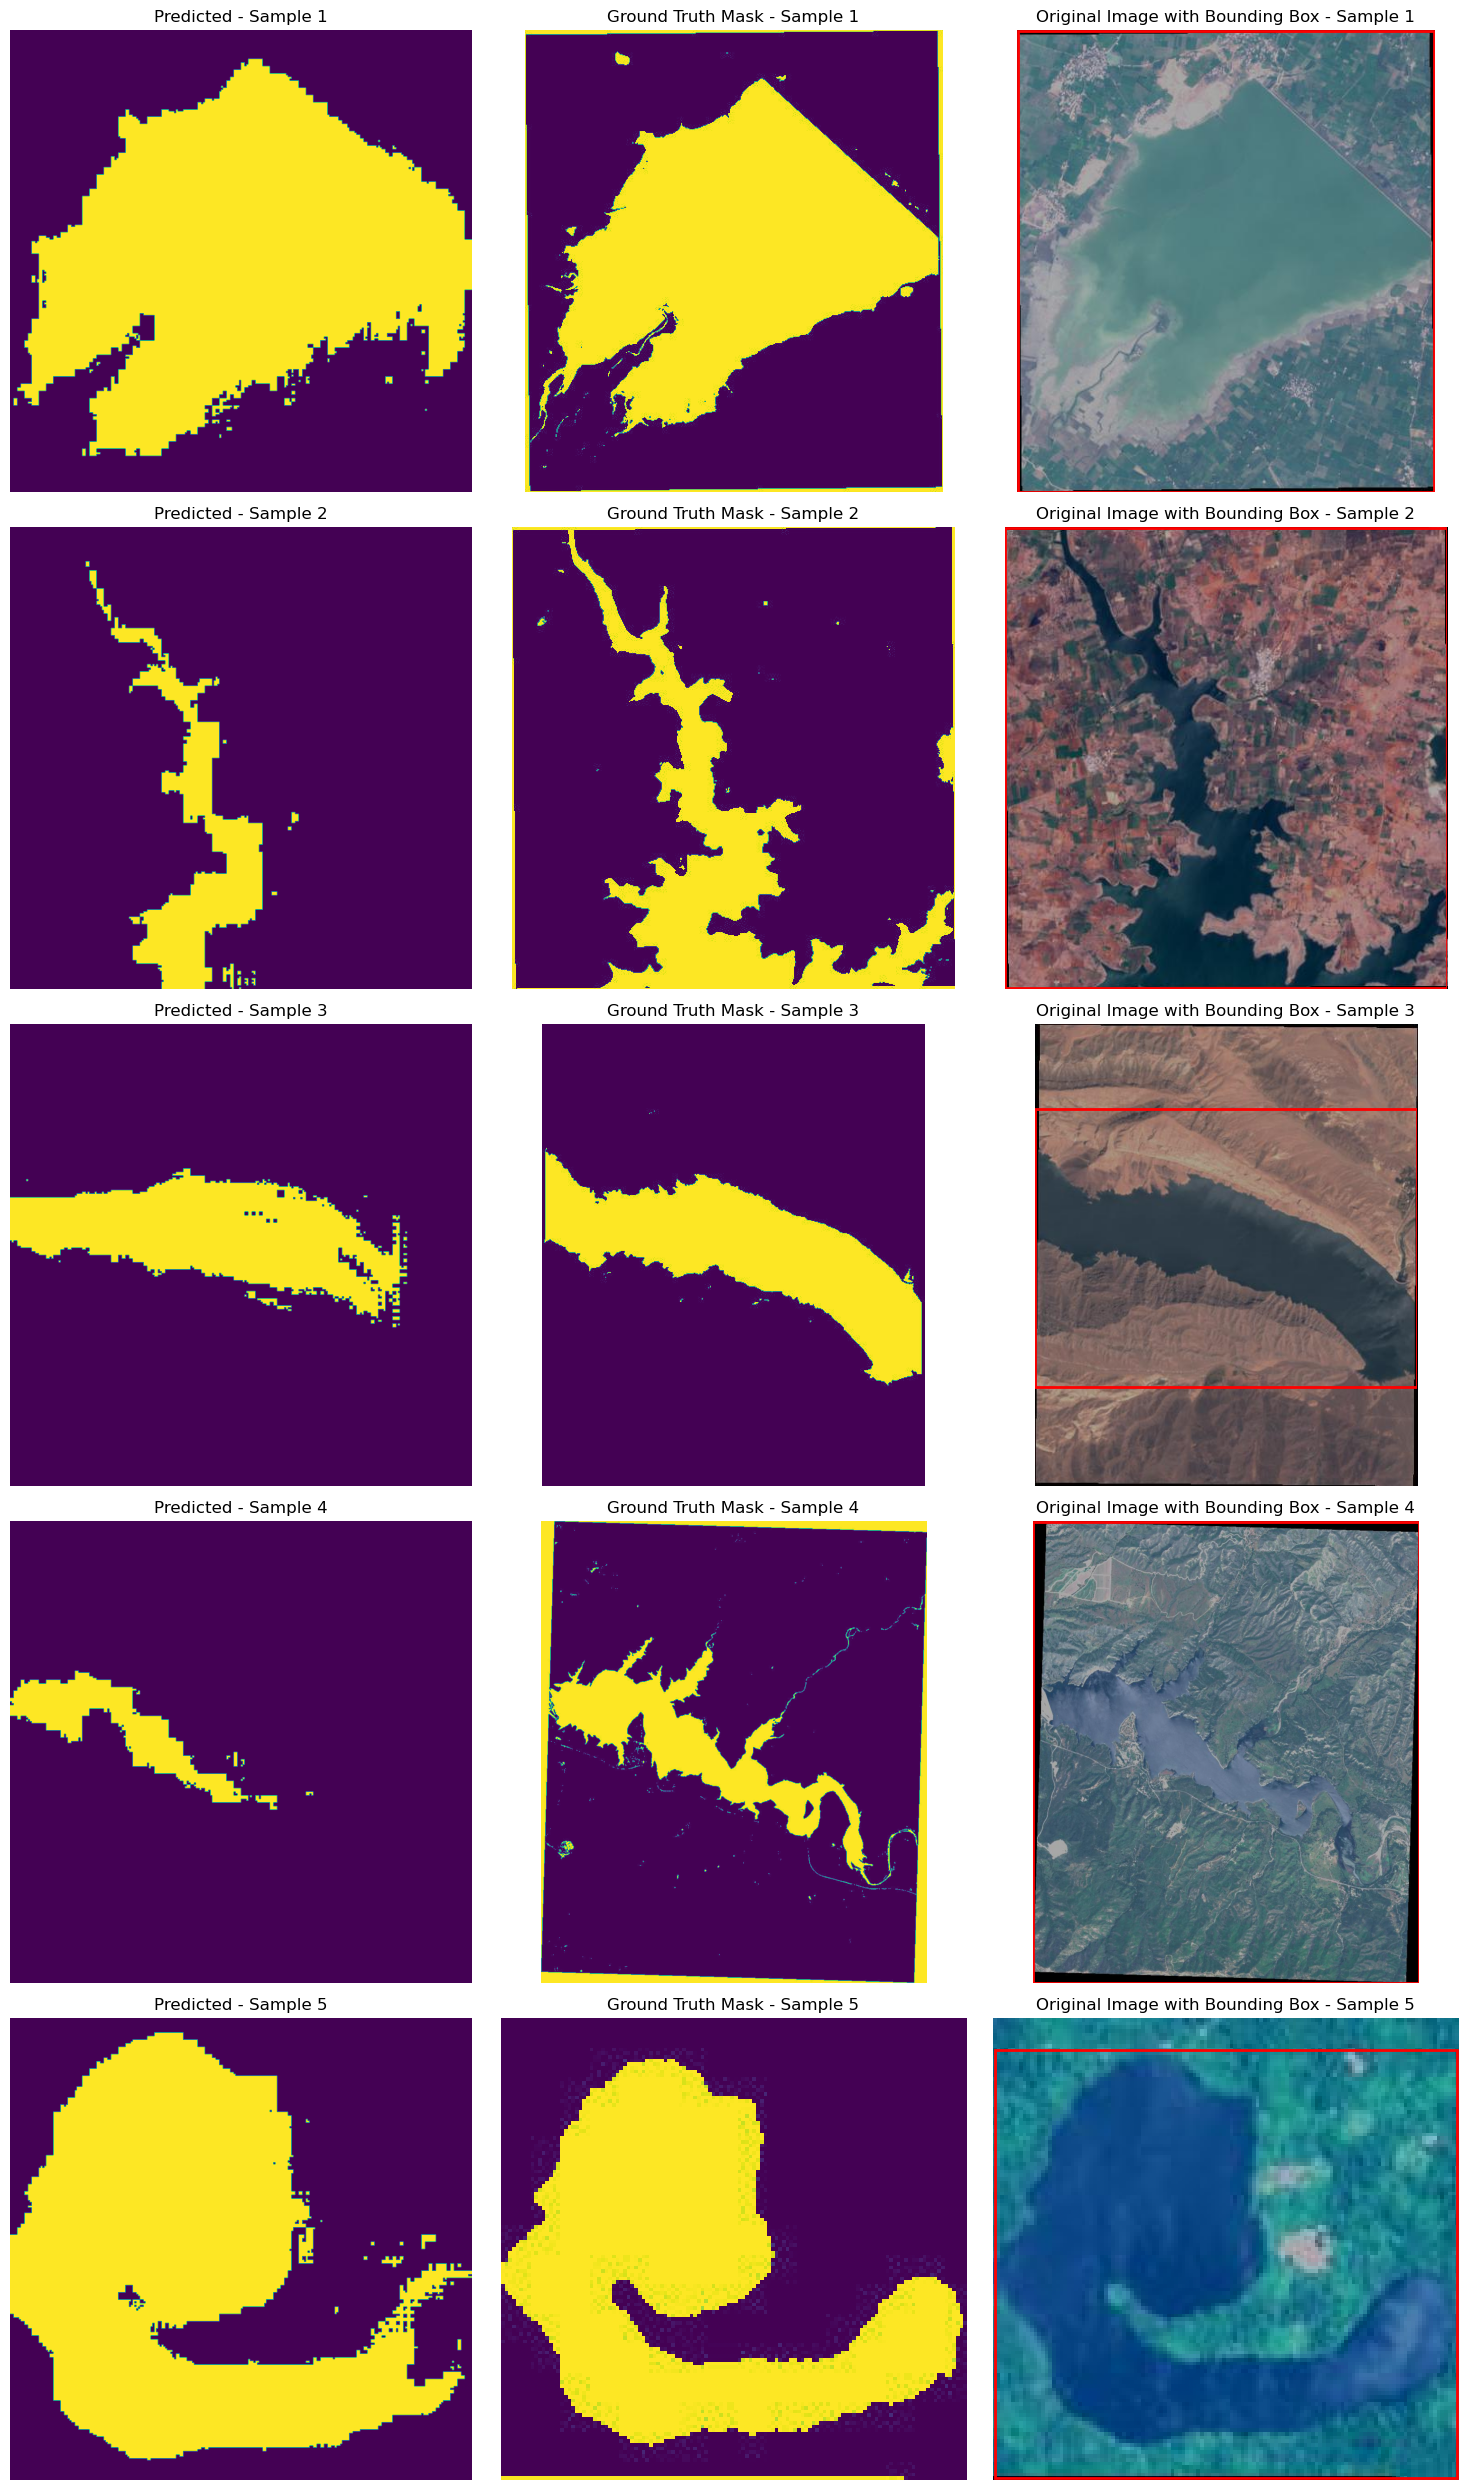 Predicted - Sample 1
Ground Truth Mask - Sample 1
Original Image with Bounding Box - Sample 1
Predicted - Sample 2
Ground Truth Mask - Sample 2
Original Image with Bounding Box - Sample 2
Predicted - Sample 3
Ground Truth Mask - Sample 3
Original Image with Bounding Box - Sample 3
Predicted - Sample 4
Ground Truth Mask - Sample 4
Original Image with Bounding Box - Sample 4
Predicted - Sample 5
Ground Truth Mask - Sample 5
Original Image with Bounding Box - Sample 5